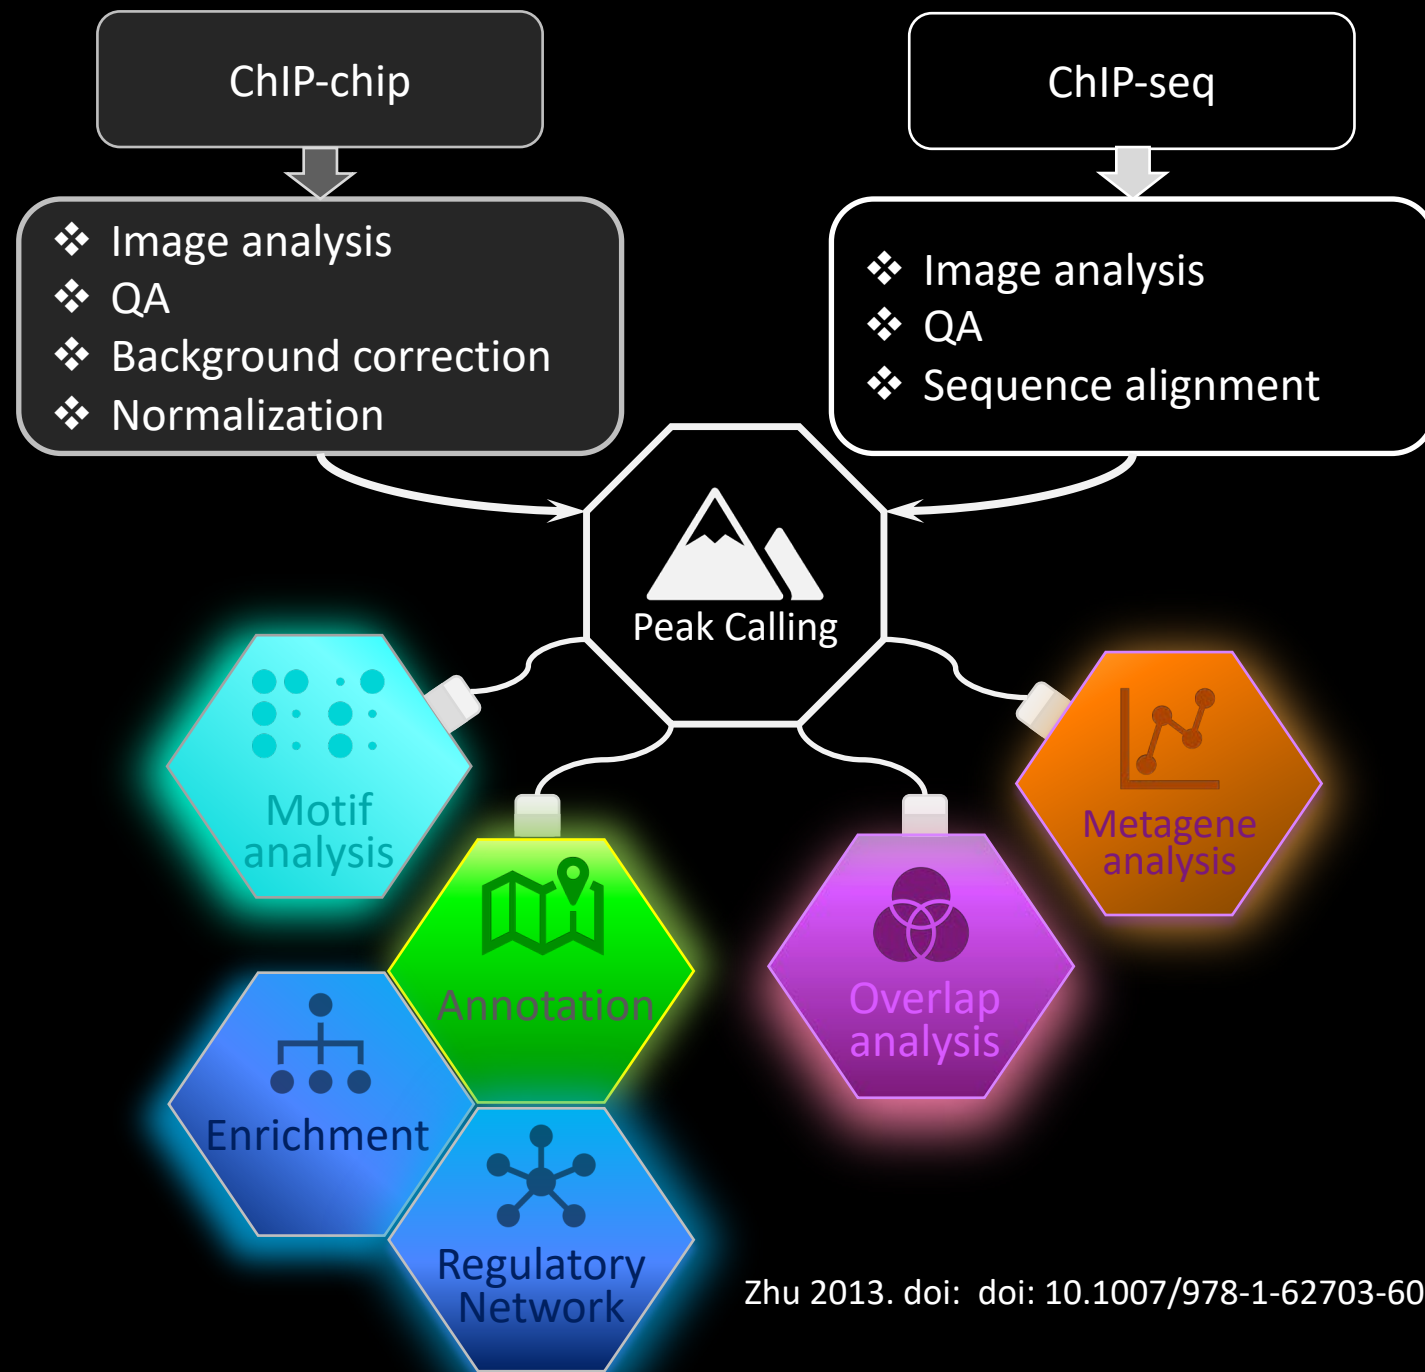 ChIP-chip
ChIP-seq
❖ Image analysis
❖ QA
❖ Background correction
❖ Normalization
❖ Image analysis
❖ QA
❖ Sequence alignment
Peak Calling
Motif
analysis
Metagene
analysis
Annotation
Overlap
analysis
Enrichment
Regulatory
Network
Zhu 2013. doi: doi: 10.1007/978-1-62703-60